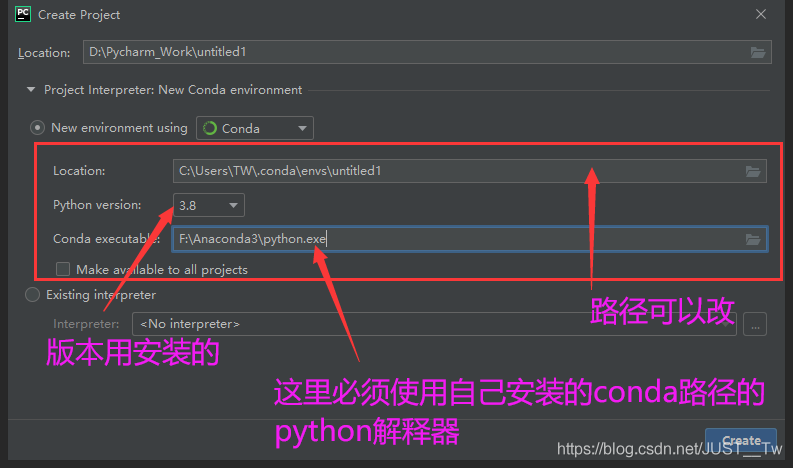 PC Create Project
Location: D:\Pycharm_Work\untitled1
Project Interpreter: New Conda environment
New environment using Conda
Location: C:\Users\TW\.conda\envs\untitled1
Python version: 3.8
Conda executable: F:\Anaconda3\python.exe
Make available to all projects
Existing interpreter
路径可以改
Interpreter: <No interpreter> ...
版本用安装的
这里必须使用自己安装的conda路径的
python解释器
Create
https://blog.csdn.net/JUST__Tw